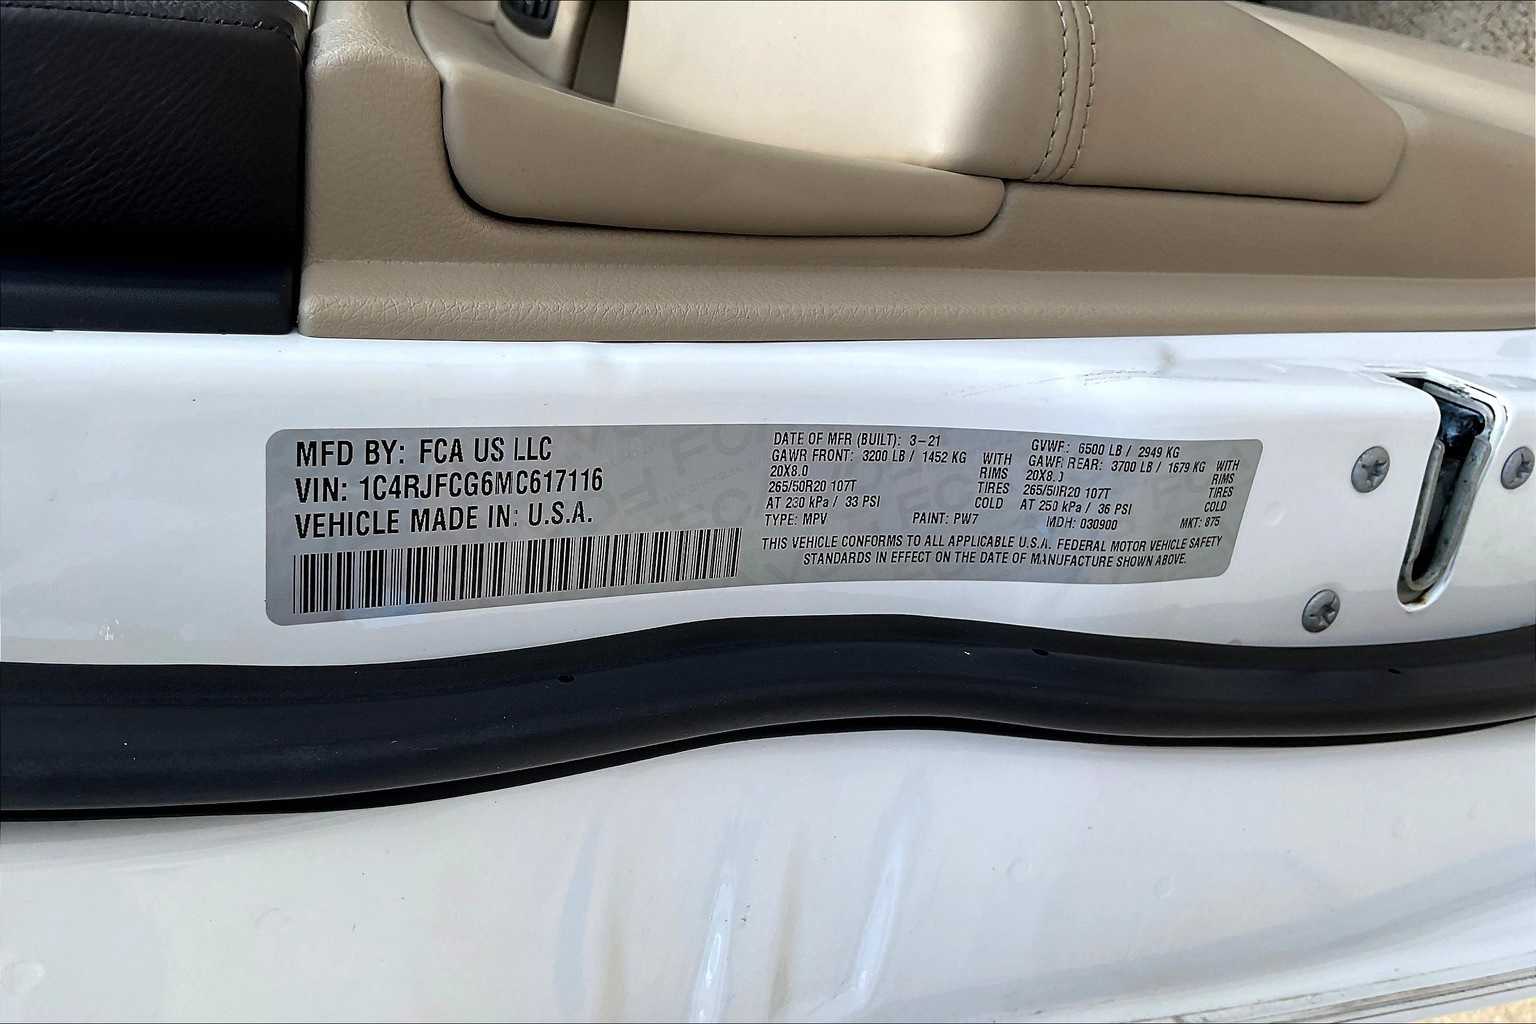 MFD BY: FCA US LLC
VIN: 1C4RJFCG6MC617116
VEHICLE MADE IN: U.S.A.
DATE OF MFR (BUILT): 3-21
GAWR FRONT: 3200 LB / 1452 KG WITH
20X8.0 RIMS
265/50R20 107T TIRES
AT 230 kPa / 33 PSI COLD
GVWR: 6500 LB / 2949 KG
GAWR REAR: 3700 LB / 1679 KG WITH
20X8.0 RIMS
265/50R20 107T TIRES
AT 250 kPa / 36 PSI COLD
TYPE: MPV PAINT: PW7 MDH: 030900 MKT: 875
THIS VEHICLE CONFORMS TO ALL APPLICABLE U.S.A. FEDERAL MOTOR VEHICLE SAFETY
STANDARDS IN EFFECT ON THE DATE OF MANUFACTURE SHOWN ABOVE.